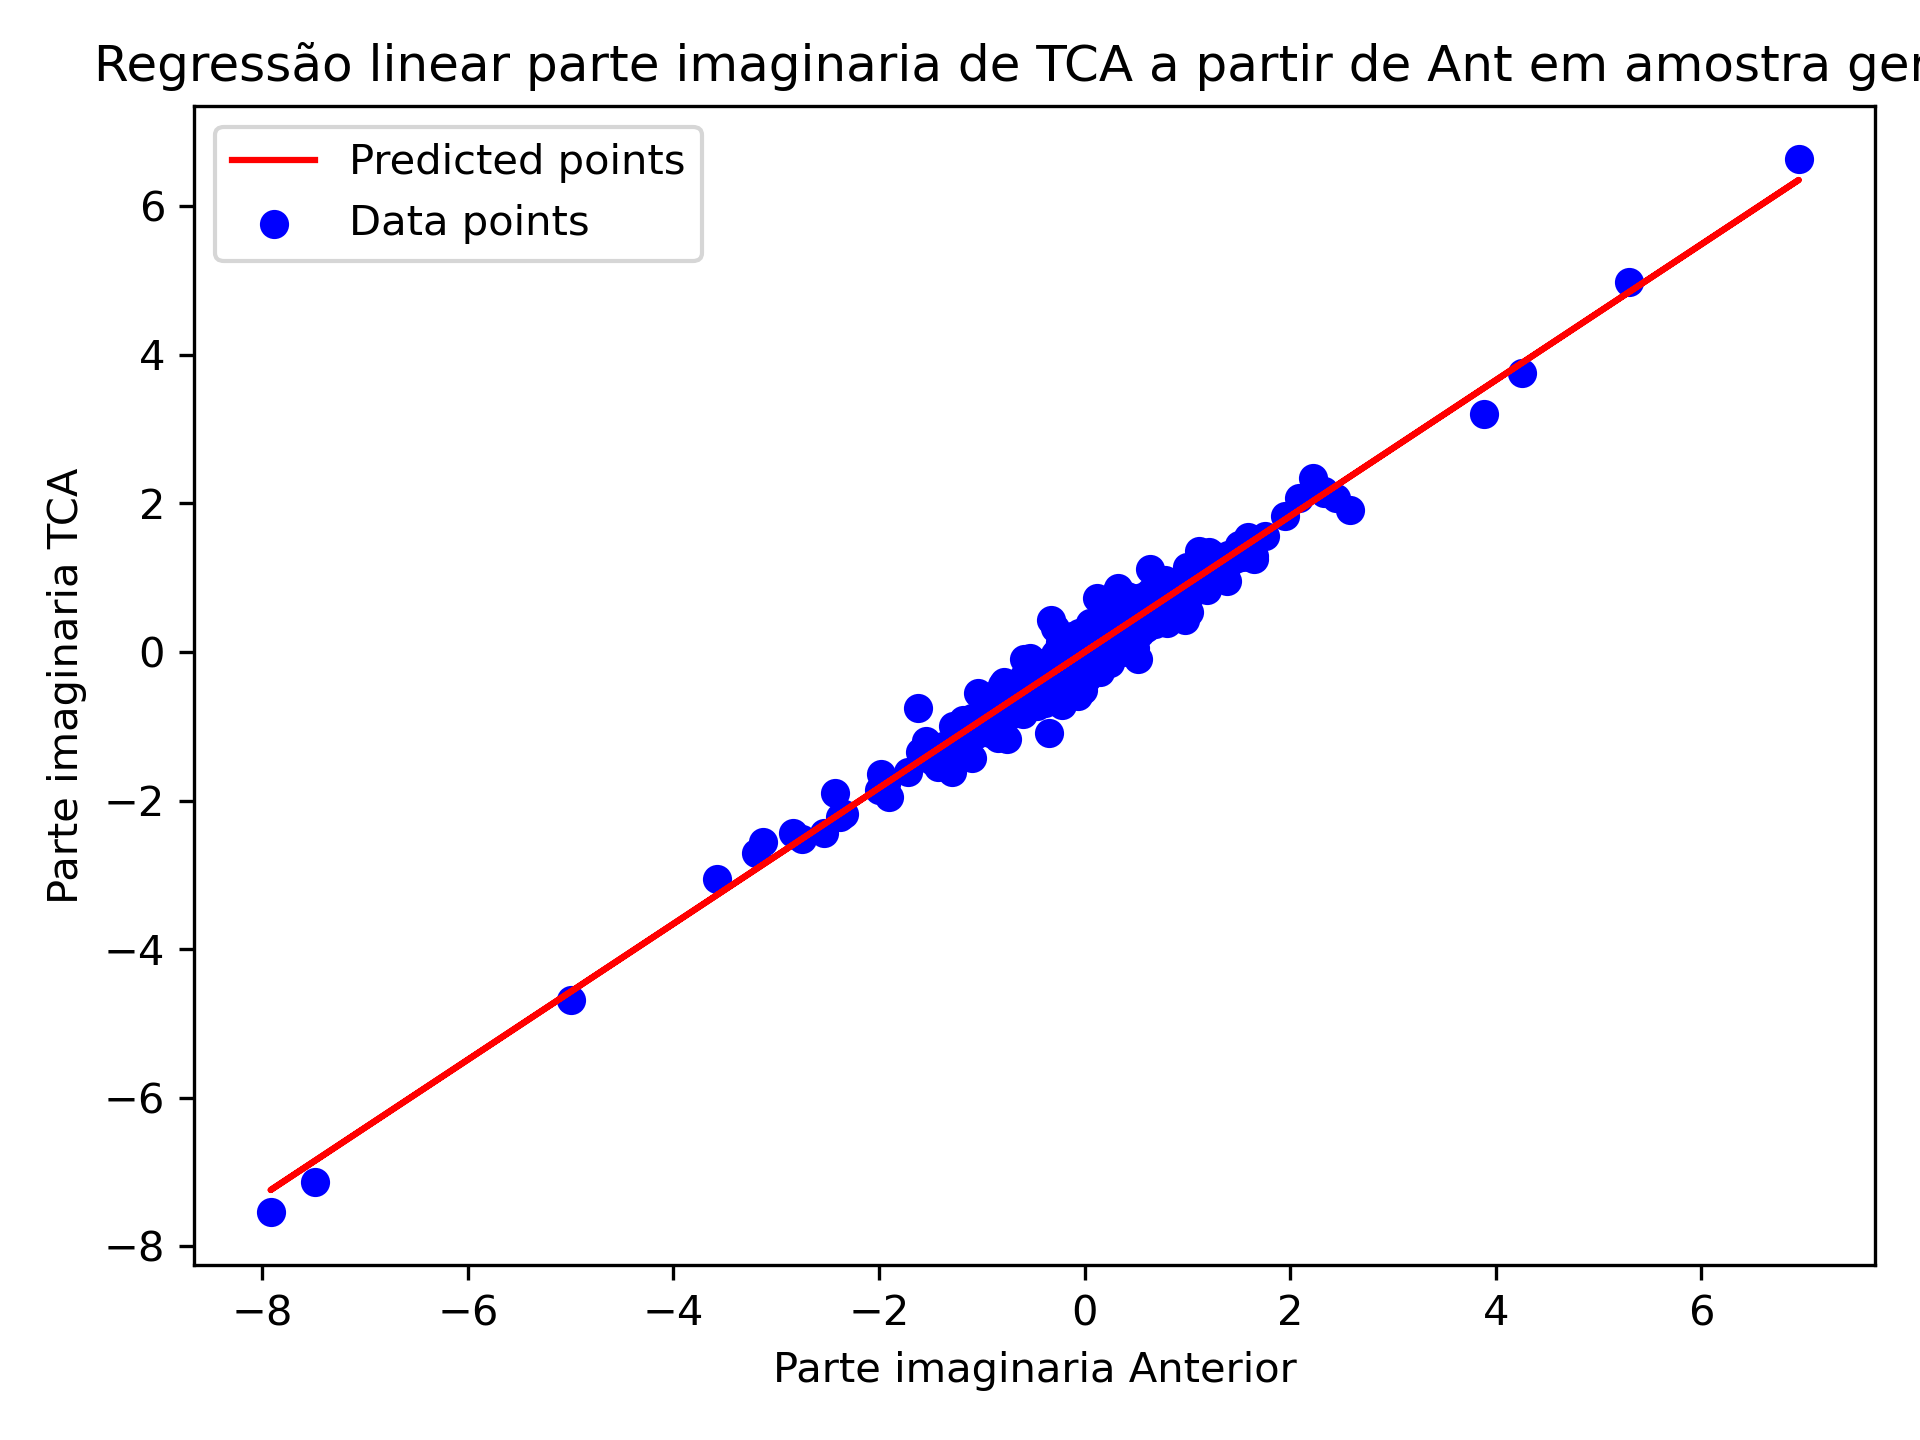 Regressão linear parte imaginaria de TCA a partir de Ant em amostra
Predicted points
Data points
Parte imaginaria TCA
6
4
2
0
−2
−4
−6
−8
−8 −6 −4 −2 0 2 4 6
Parte imaginaria Anterior